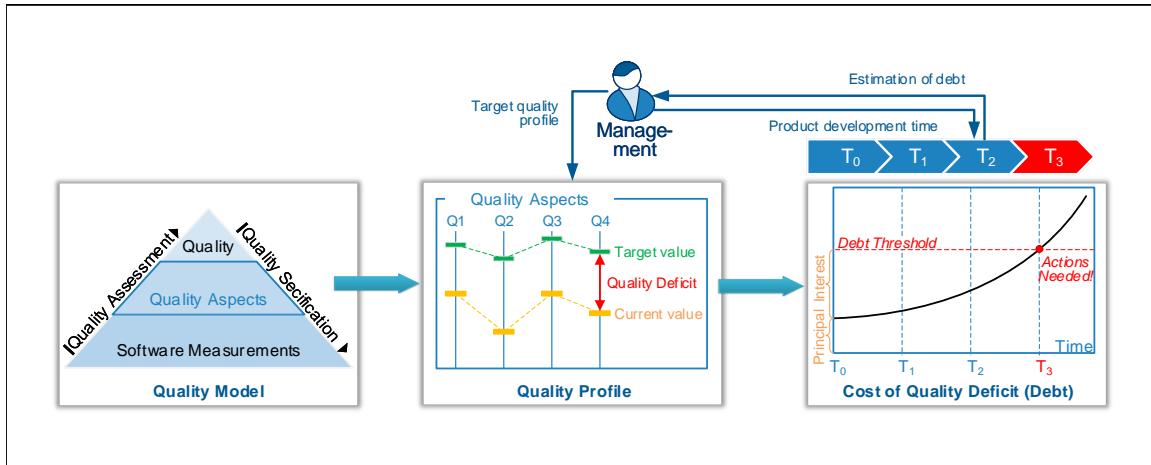 Estimation of debt
Target quality
profile
Manage-
ment
Product development time
T₀ T₁ T₂ T₃
Quality
Quality Aspects
Software Measurements
Quality Assessment
Quality Secification
Quality Model
Quality Aspects
Q1 Q2 Q3 Q4
Target value
Quality Deficit
Current value
Quality Profile
Debt Threshold
Actions
Needed!
Principal Interest
Time
T₀ T₁ T₂ T₃
Cost of Quality Deficit (Debt)